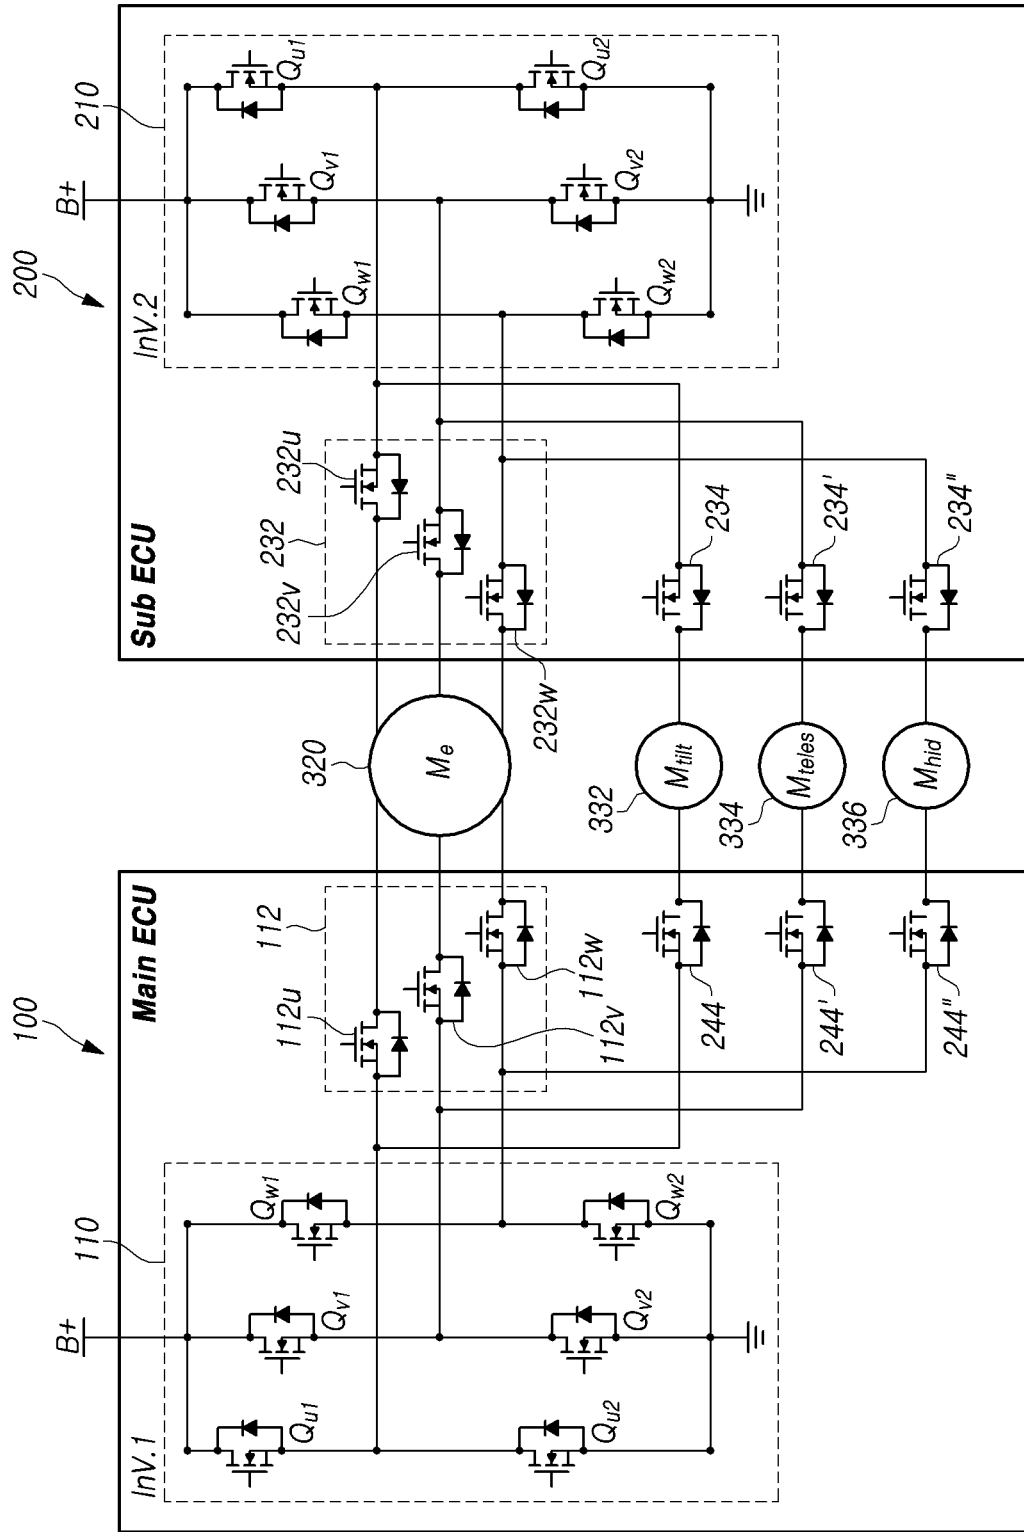 100
200
Main ECU
Sub ECU
B+
B+
110
210
InV.1
InV.2
Qu1
Qv1
Qw1
Qu2
Qv2
Qw2
Qw1
Qv1
Qu1
Qw2
Qv2
Qu2
112
112u
112v
112w
320
Me
232
232u
232v
232w
244
332
Mtilt
234
244'
334
Mteles
234'
244"
336
Mhid
234"